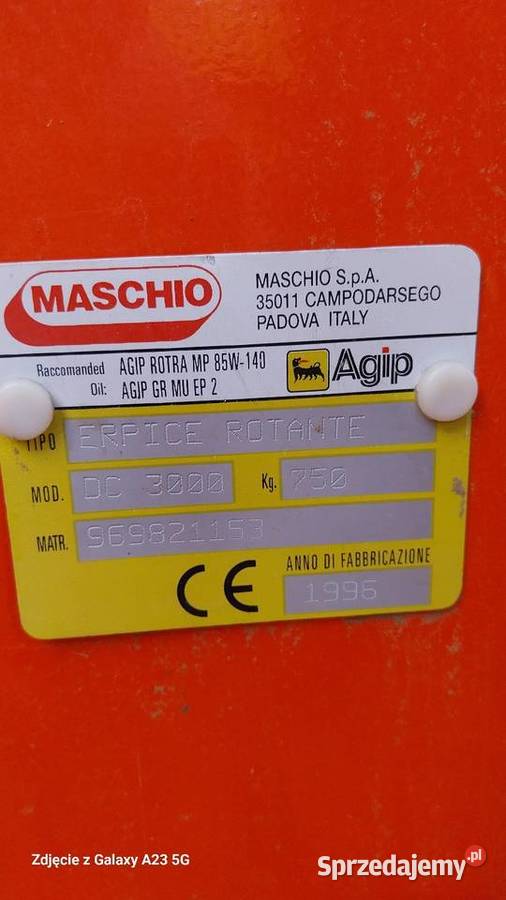 MASCHIO
MASCHIO S.p.A.
35011 CAMPODARSEGO
PADOVA ITALY
Raccomanded AGIP ROTRA MP 85W-140
Oil: AGIP GR MU EP 2
Agip
TIPO ERPICE ROTANTE
MOD. DC 3000 Kg. 750
MATR. 969821153
CE
ANNO DI FABBRICAZIONE
1996
Zdjęcie z Galaxy A23 5G
Sprzedajemy.pl